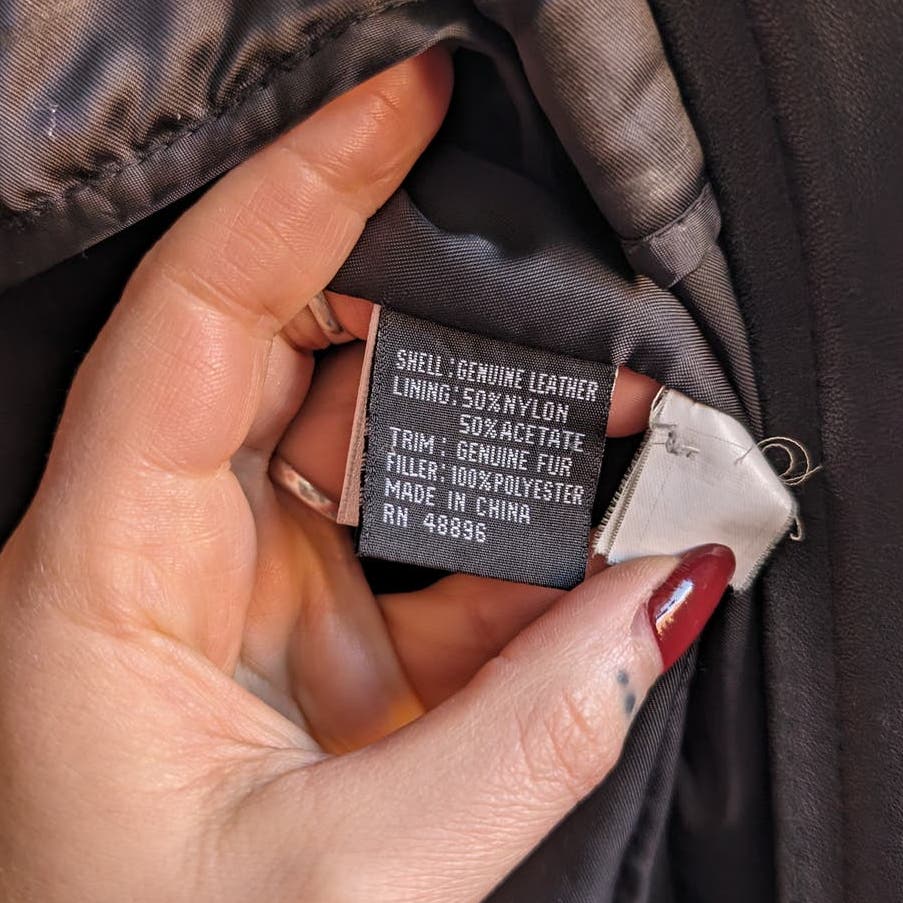 SHELL : GENUINE LEATHER
LINING: 50%NYLON
50%ACETATE
TRIM : GENUINE FUR
FILLER: 100%POLYESTER
MADE IN CHINA
RN 48896